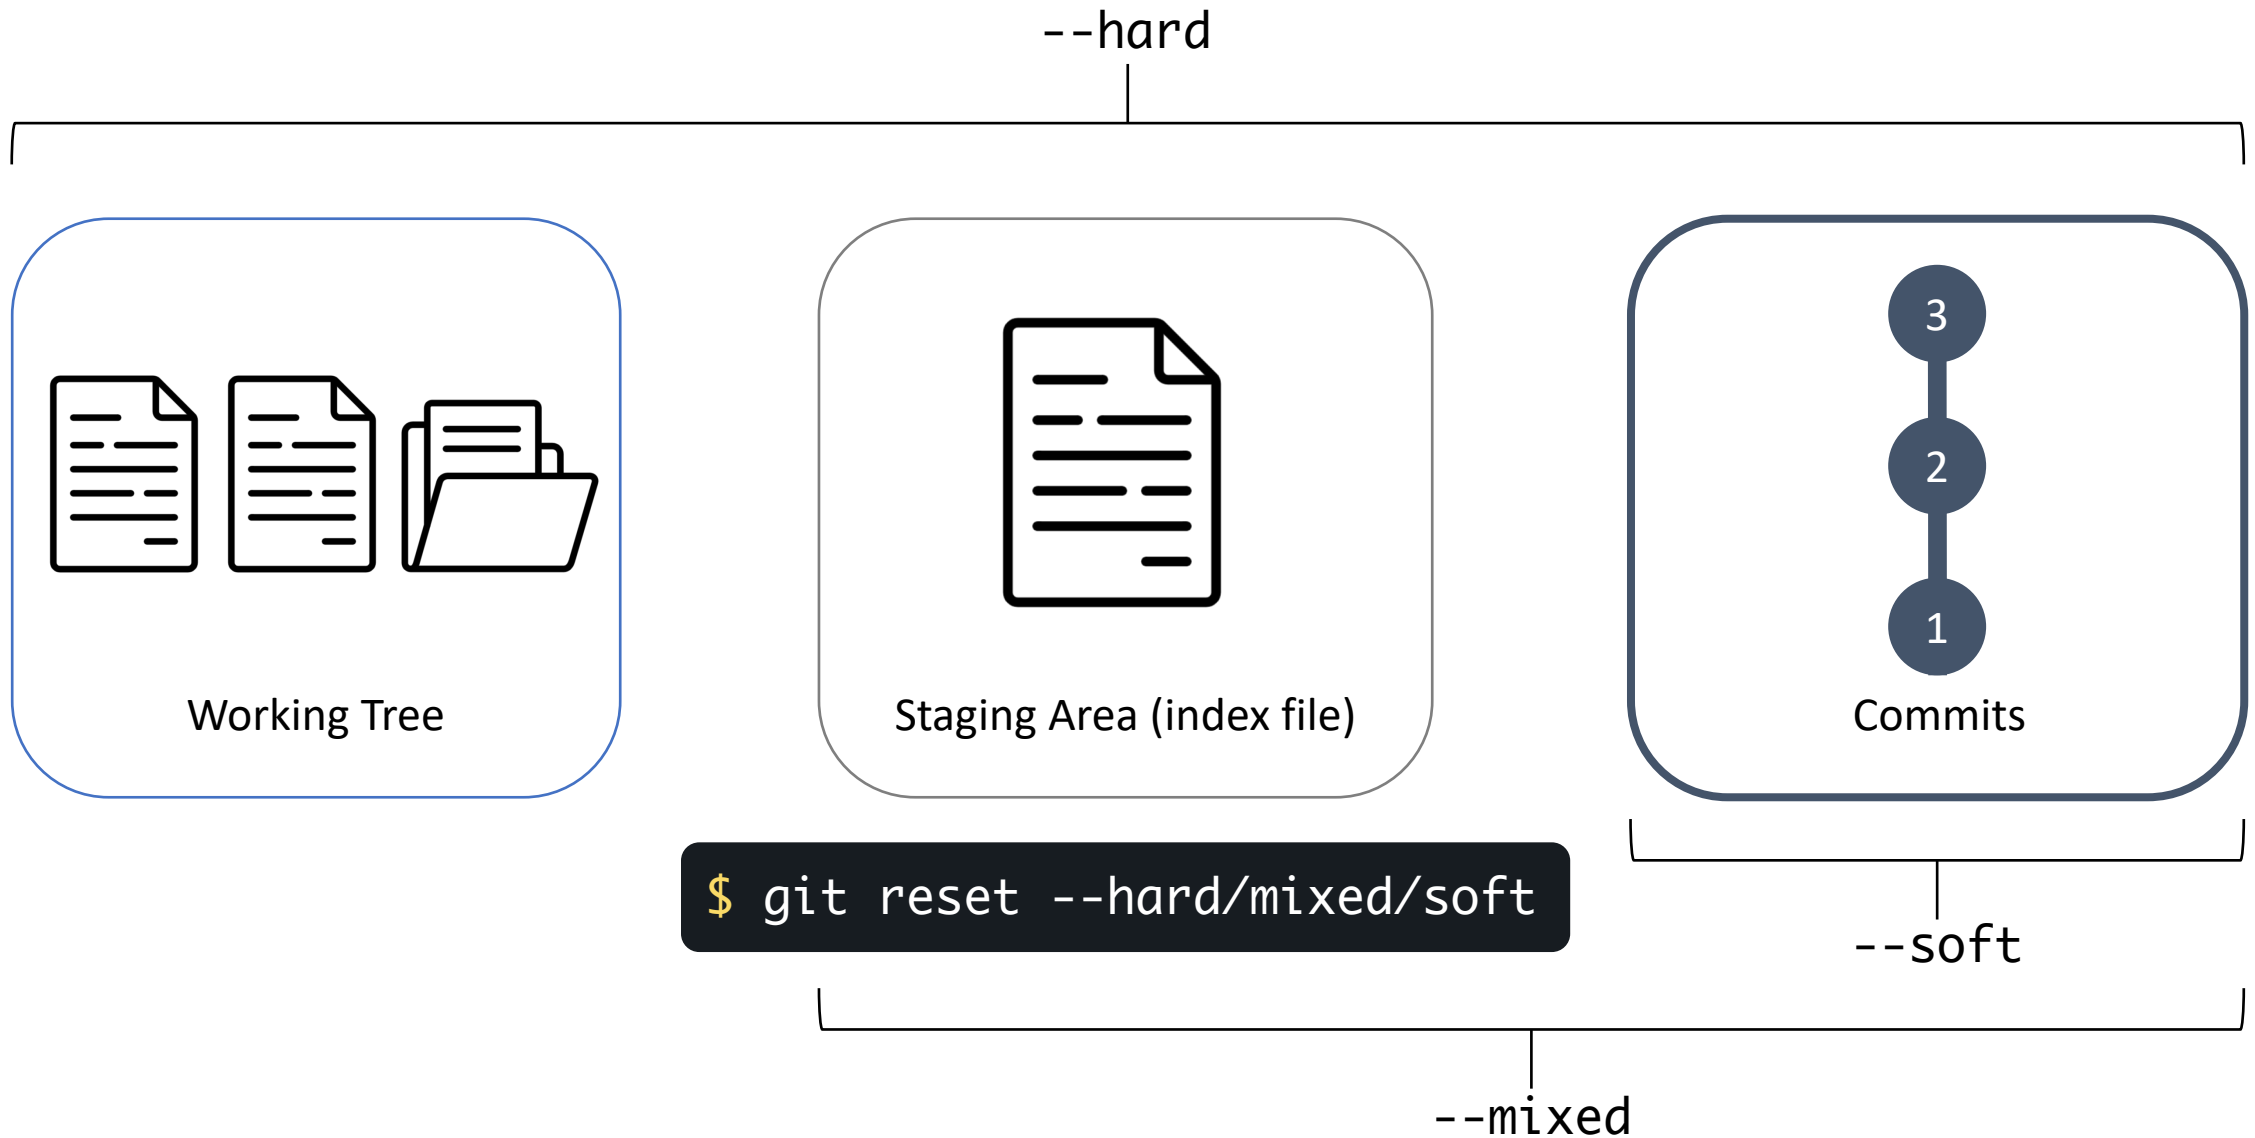 --hard
3
2
1
Working Tree
Staging Area (index file)
Commits
$ git reset --hard/mixed/soft
--soft
--mixed